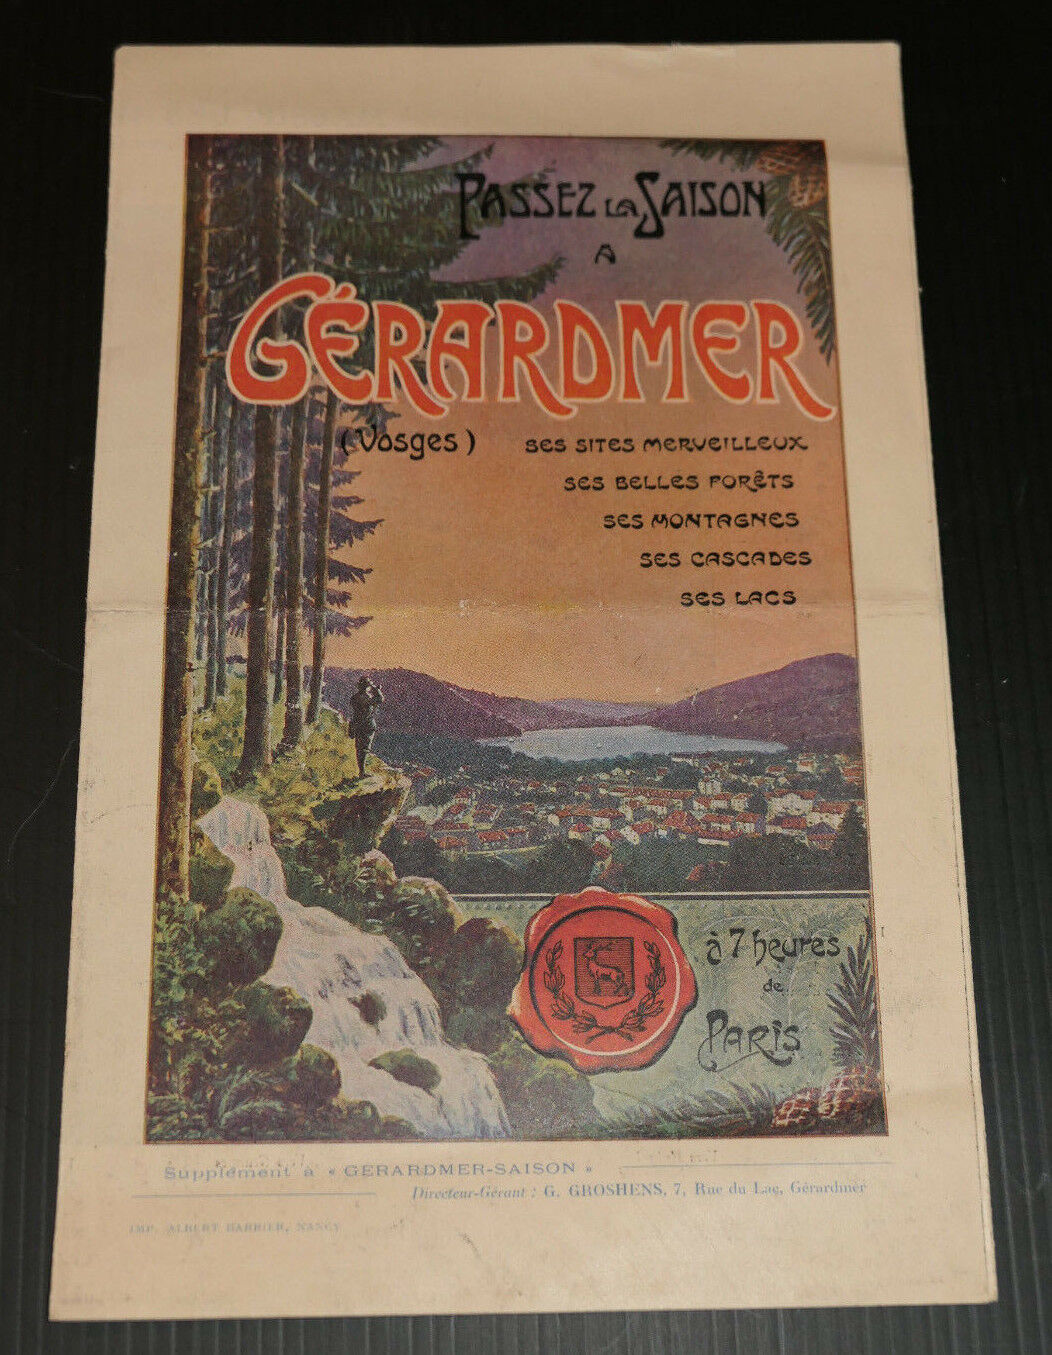 PASSEZ LA SAISON
A
GÉRARDMER
(Vosges) SES SITES MERVEILLEUX
SES BELLES FORÊTS
SES MONTAGNES
SES CASCADES
SES LACS
à 7 heures
de
PARIS
Supplément à « GERARDMER-SAISON »
Directeur-Gérant : G. GROSHENS, 7, Rue du Lac, Gérardmer
IMP. ALBERT BARBIER, NANCY